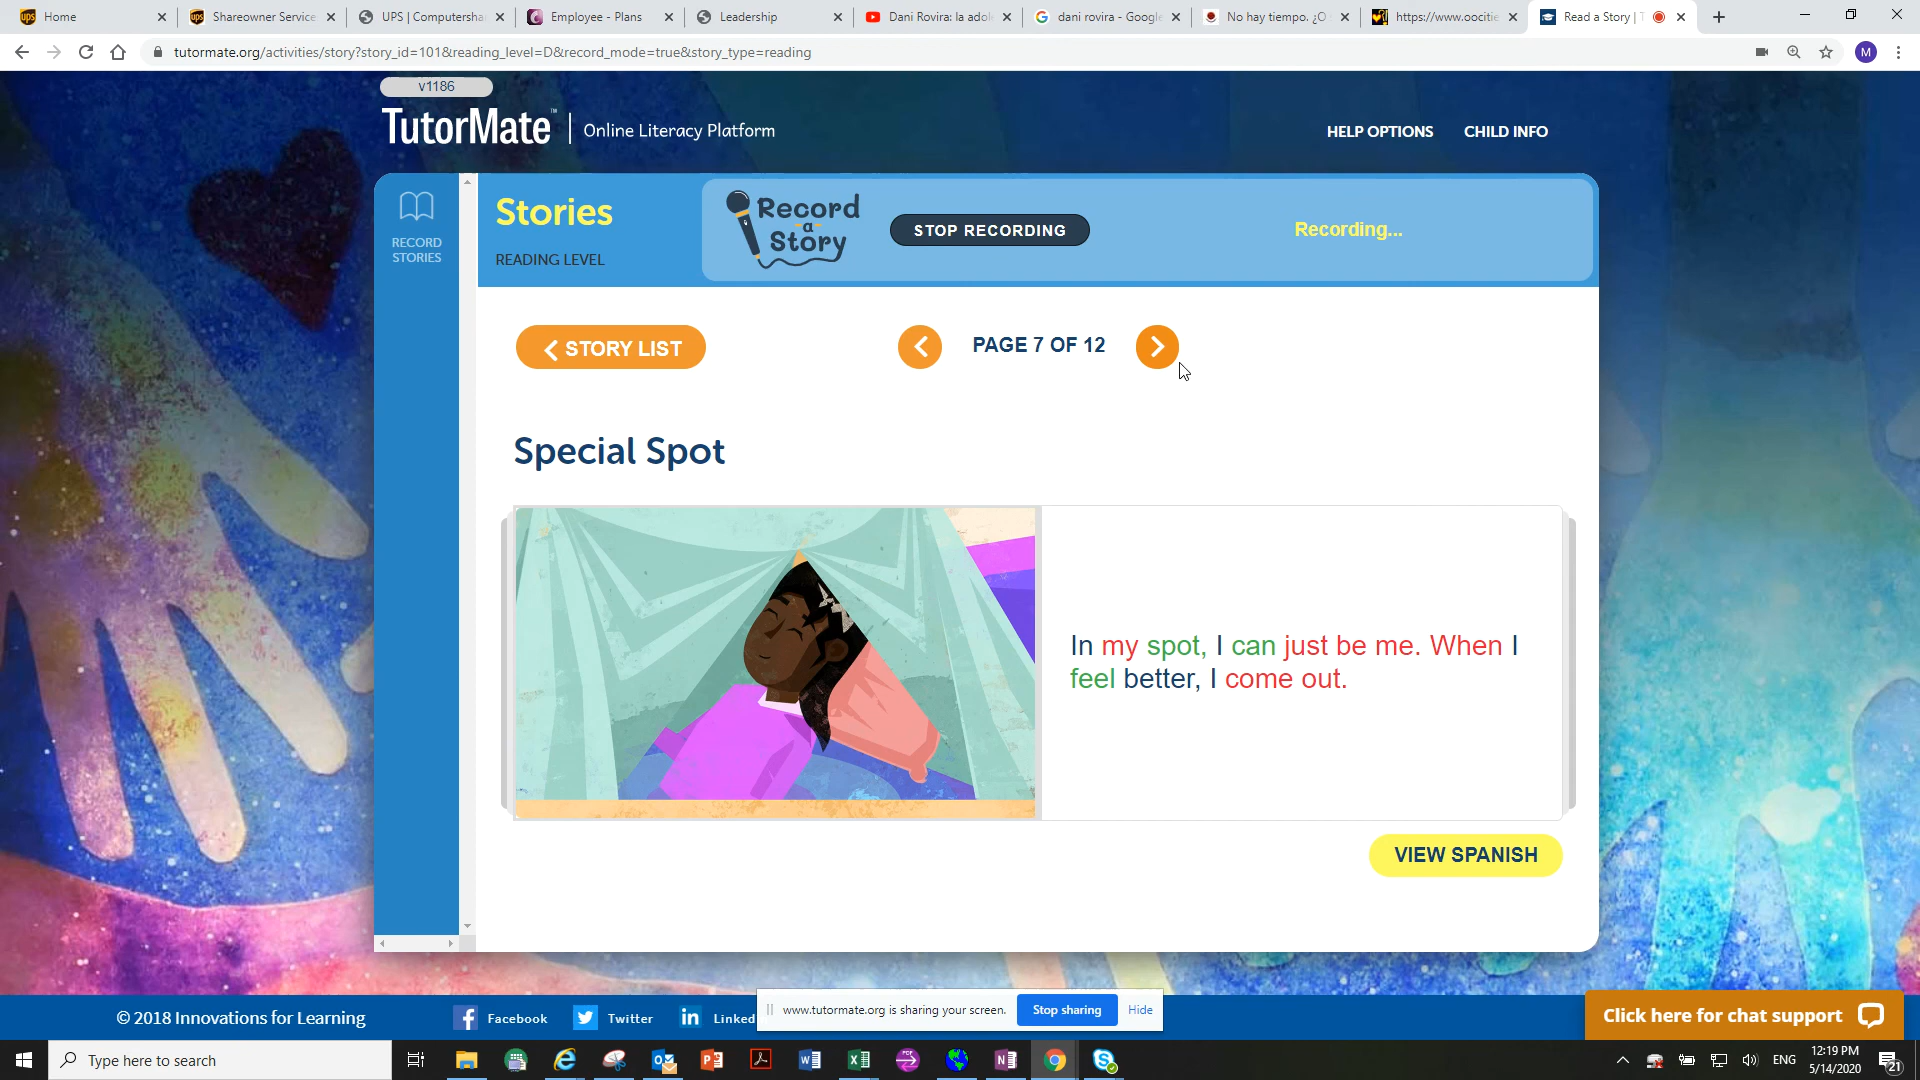 Home
Shareowner Service
UPS | Computersha
Employee - Plans
Leadership
Dani Rovira: la adol
dani rovira - Google
No hay tiempo. ¿O
https://www.oocitie
Read a Story | T
tutormate.org/activities/story?story_id=101&reading_level=D&record_mode=true&story_type=reading
M
v1186
TutorMate™ | Online Literacy Platform
HELP OPTIONS
CHILD INFO
RECORD
STORIES
Stories
READING LEVEL
Record
a
Story
STOP RECORDING
Recording...
STORY LIST
PAGE 7 OF 12
Special Spot
In my spot, I can just be me. When I
feel better, I come out.
VIEW SPANISH
© 2018 Innovations for Learning
Facebook
Twitter
Linked
www.tutormate.org is sharing your screen.
Stop sharing
Hide
Click here for chat support
Type here to search
ENG
12:19 PM
5/14/2020
21